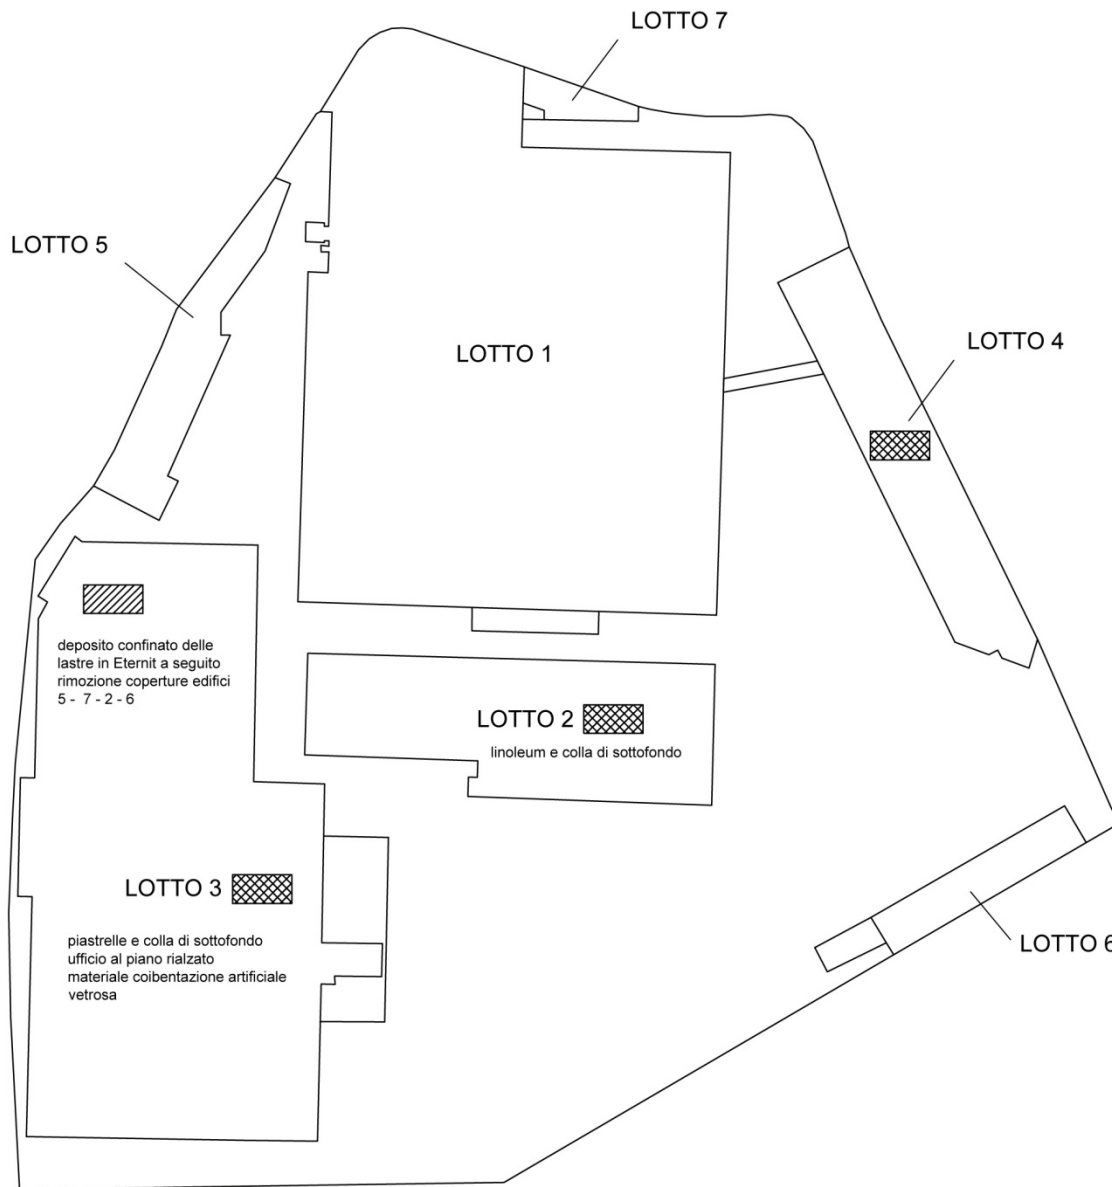 LOTTO 7
LOTTO 5
LOTTO 1
LOTTO 4
deposito confinato delle
lastre in Eternit a seguito
rimozione coperture edifici
5 - 7 - 2 - 6
LOTTO 2
linoleum e colla di sottofondo
LOTTO 3
piastrelle e colla di sottofondo
ufficio al piano rialzato
materiale coibentazione artificiale
vetrosa
LOTTO 6